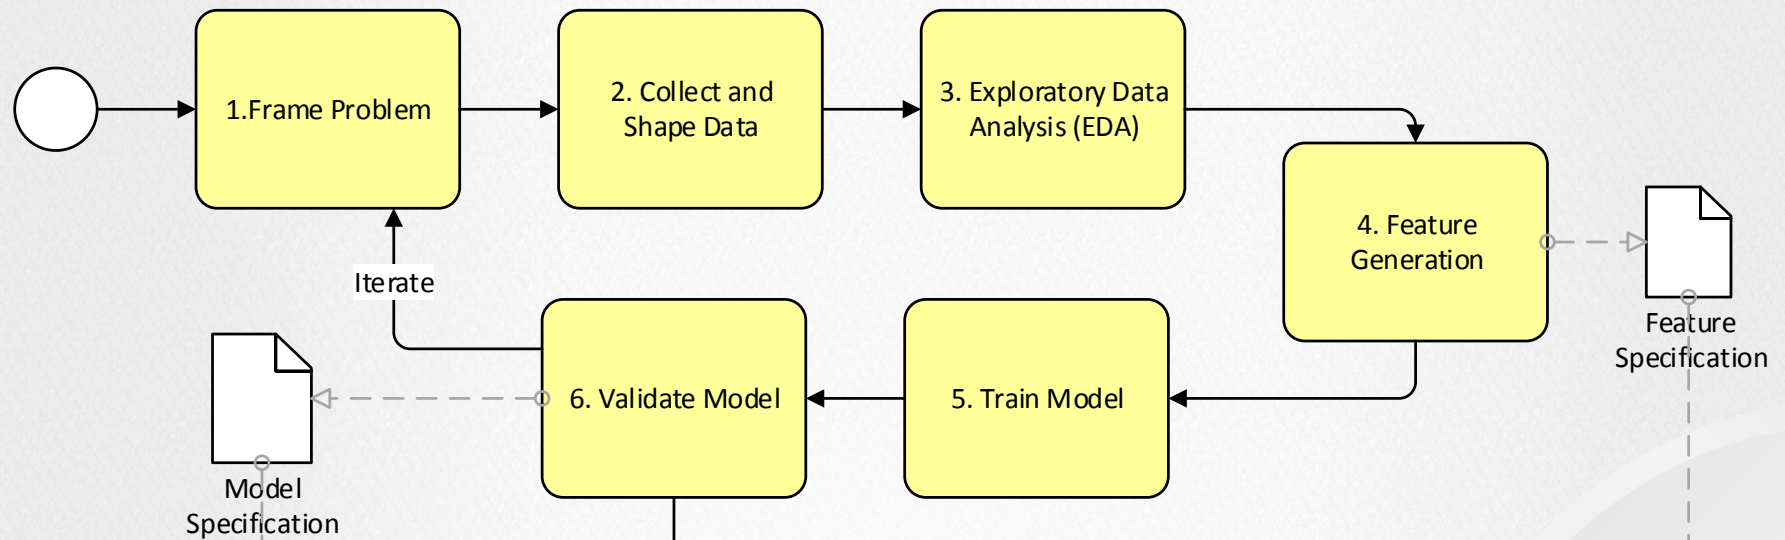 1.Frame Problem
2. Collect and
Shape Data
3. Exploratory Data
Analysis (EDA)
4. Feature
Generation
Feature
Specification
Iterate
6. Validate Model
5. Train Model
Model
Specification